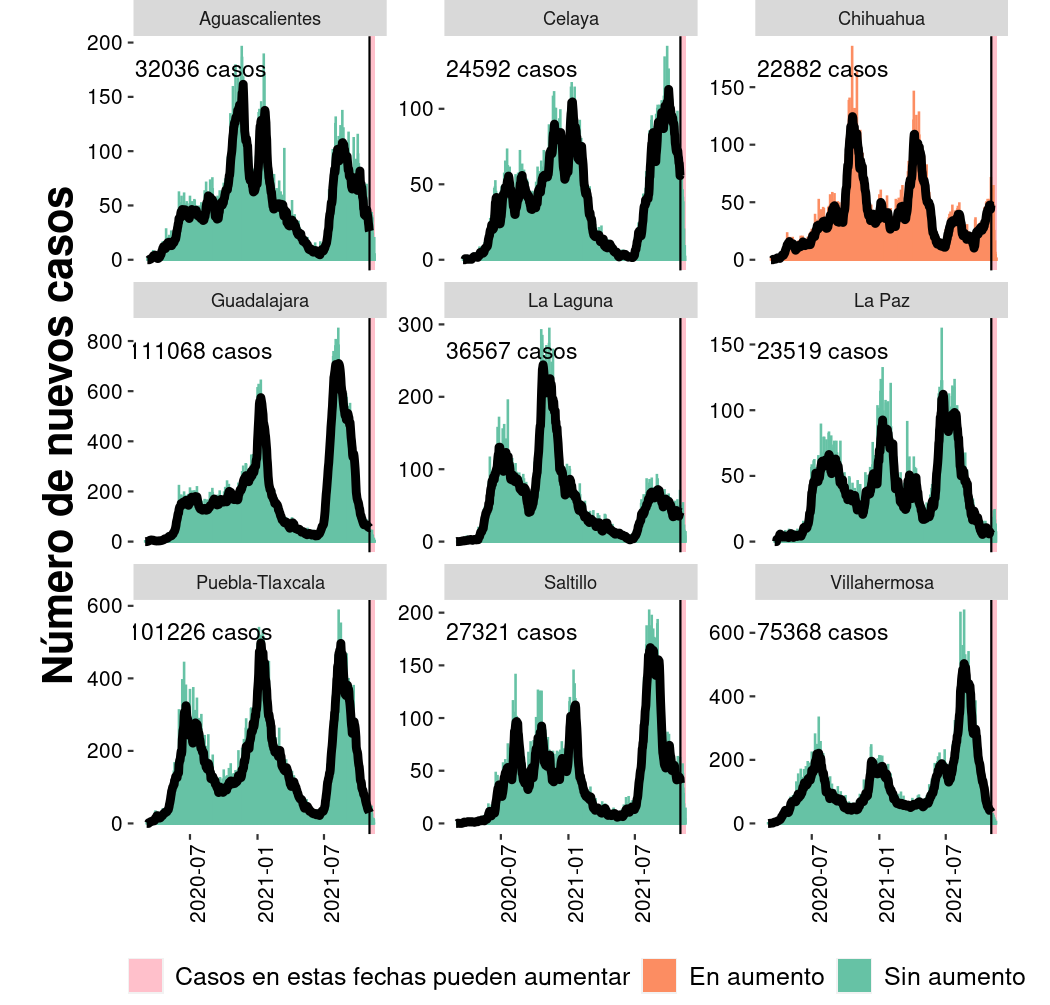 Número de nuevos casos
Aguascalientes
Celaya
Chihuahua
200
150
100
50
0
32036 casos
100
50
0
24592 casos
150
100
50
0
22882 casos
Guadalajara
La Laguna
La Paz
800
600
400
200
0
111068 casos
300
200
100
0
36567 casos
150
100
50
0
23519 casos
Puebla-Tlaxcala
Saltillo
Villahermosa
600
400
200
0
101226 casos
200
150
100
50
0
27321 casos
600
400
200
0
75368 casos
2020-07
2021-01
2021-07
2020-07
2021-01
2021-07
2020-07
2021-01
2021-07
Casos en estas fechas pueden aumentar
En aumento
Sin aumento